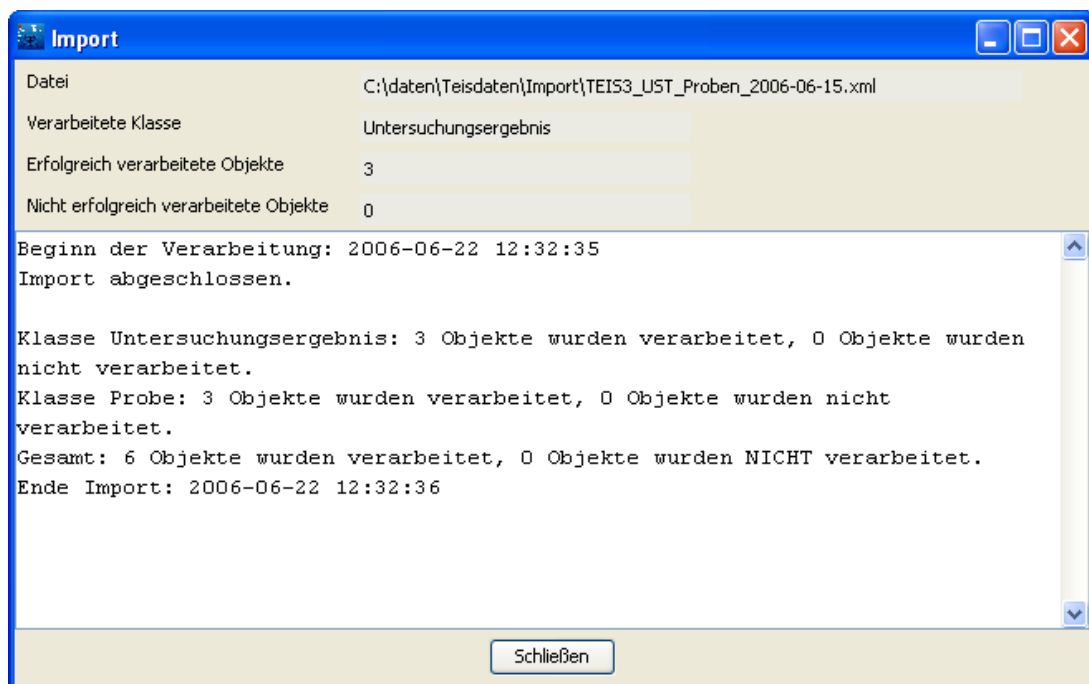 Import
Datei C:\daten\Teisdaten\Import\TEIS3_UST_Proben_2006-06-15.xml
Verarbeitete Klasse Untersuchungsergebnis
Erfolgreich verarbeitete Objekte 3
Nicht erfolgreich verarbeitete Objekte 0
Beginn der Verarbeitung: 2006-06-22 12:32:35
Import abgeschlossen.
Klasse Untersuchungsergebnis: 3 Objekte wurden verarbeitet, 0 Objekte wurden
nicht verarbeitet.
Klasse Probe: 3 Objekte wurden verarbeitet, 0 Objekte wurden nicht
verarbeitet.
Gesamt: 6 Objekte wurden verarbeitet, 0 Objekte wurden NICHT verarbeitet.
Ende Import: 2006-06-22 12:32:36
Schließen